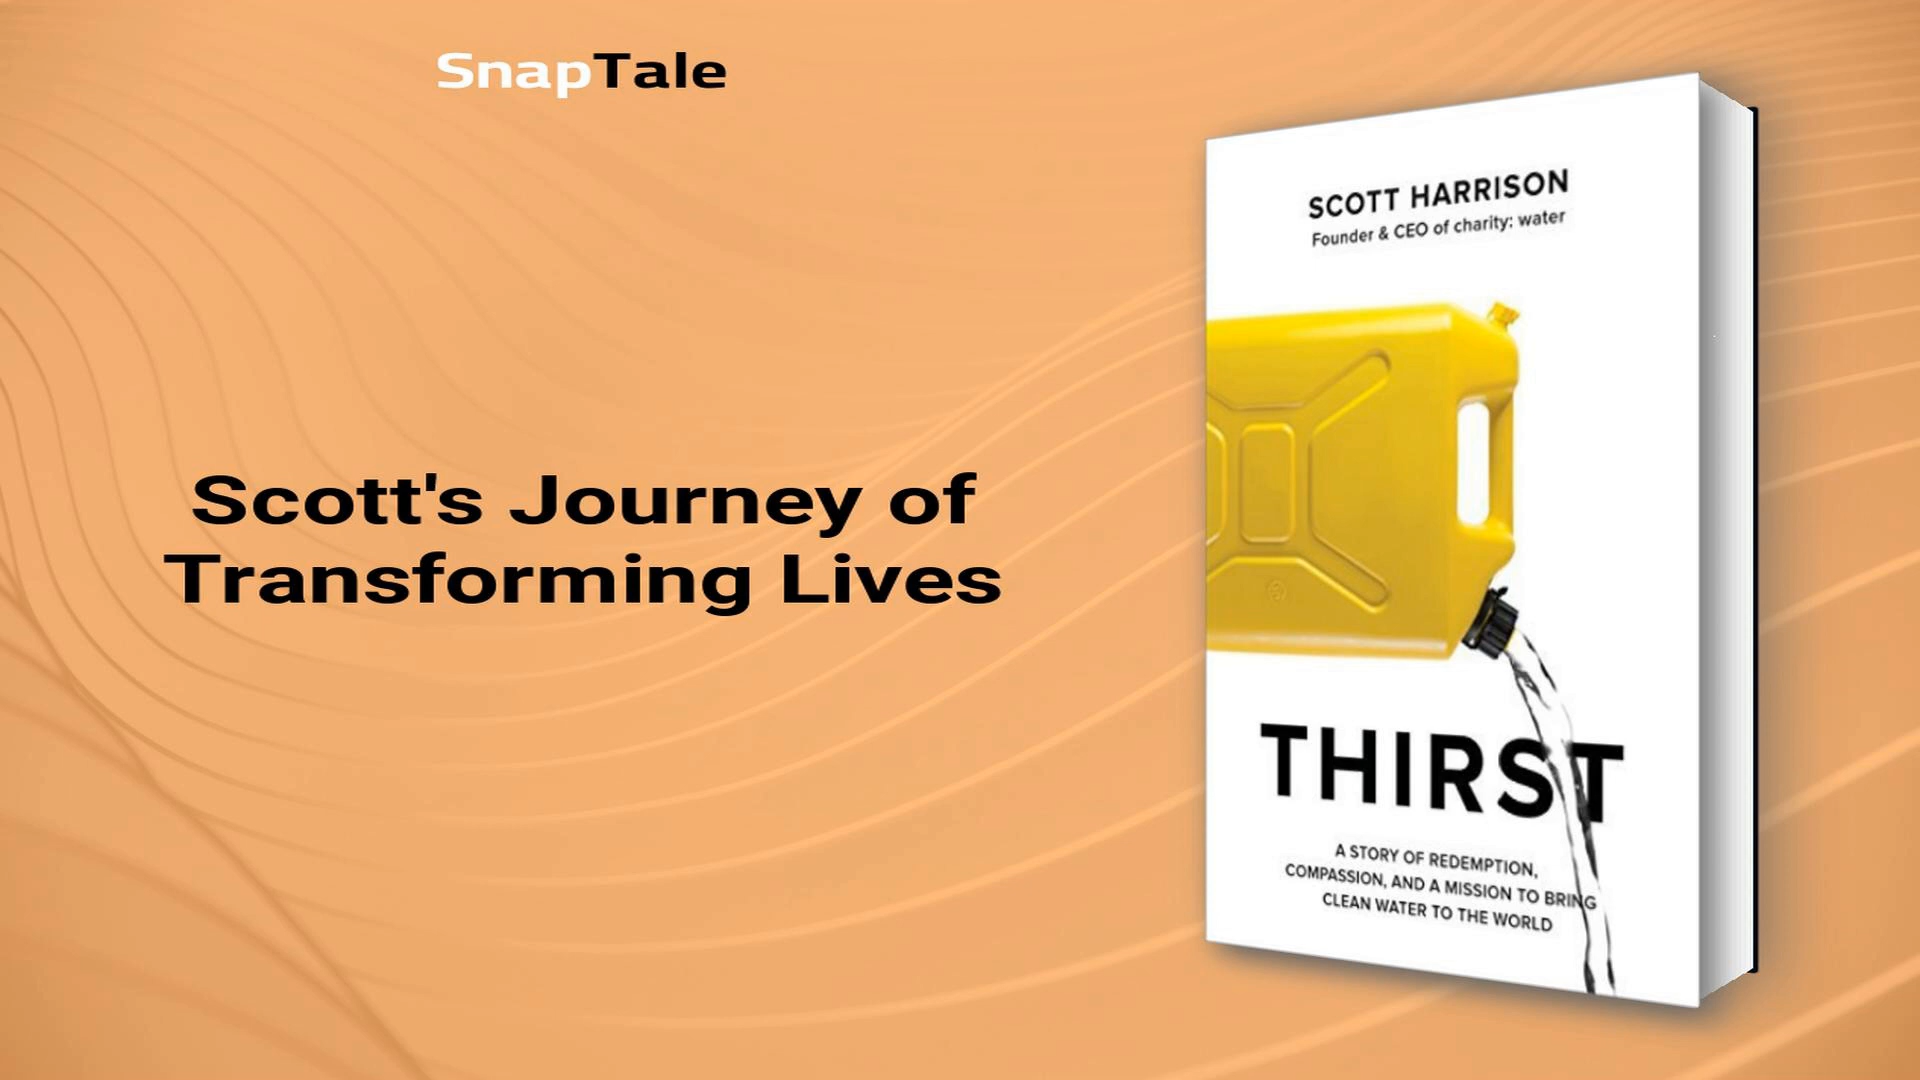 SnapTale
Scott's Journey of
Transforming Lives
SCOTT HARRISON
Founder & CEO of charity: water
THIRST
A STORY OF REDEMPTION,
COMPASSION, AND A MISSION TO BRING
CLEAN WATER TO THE WORLD